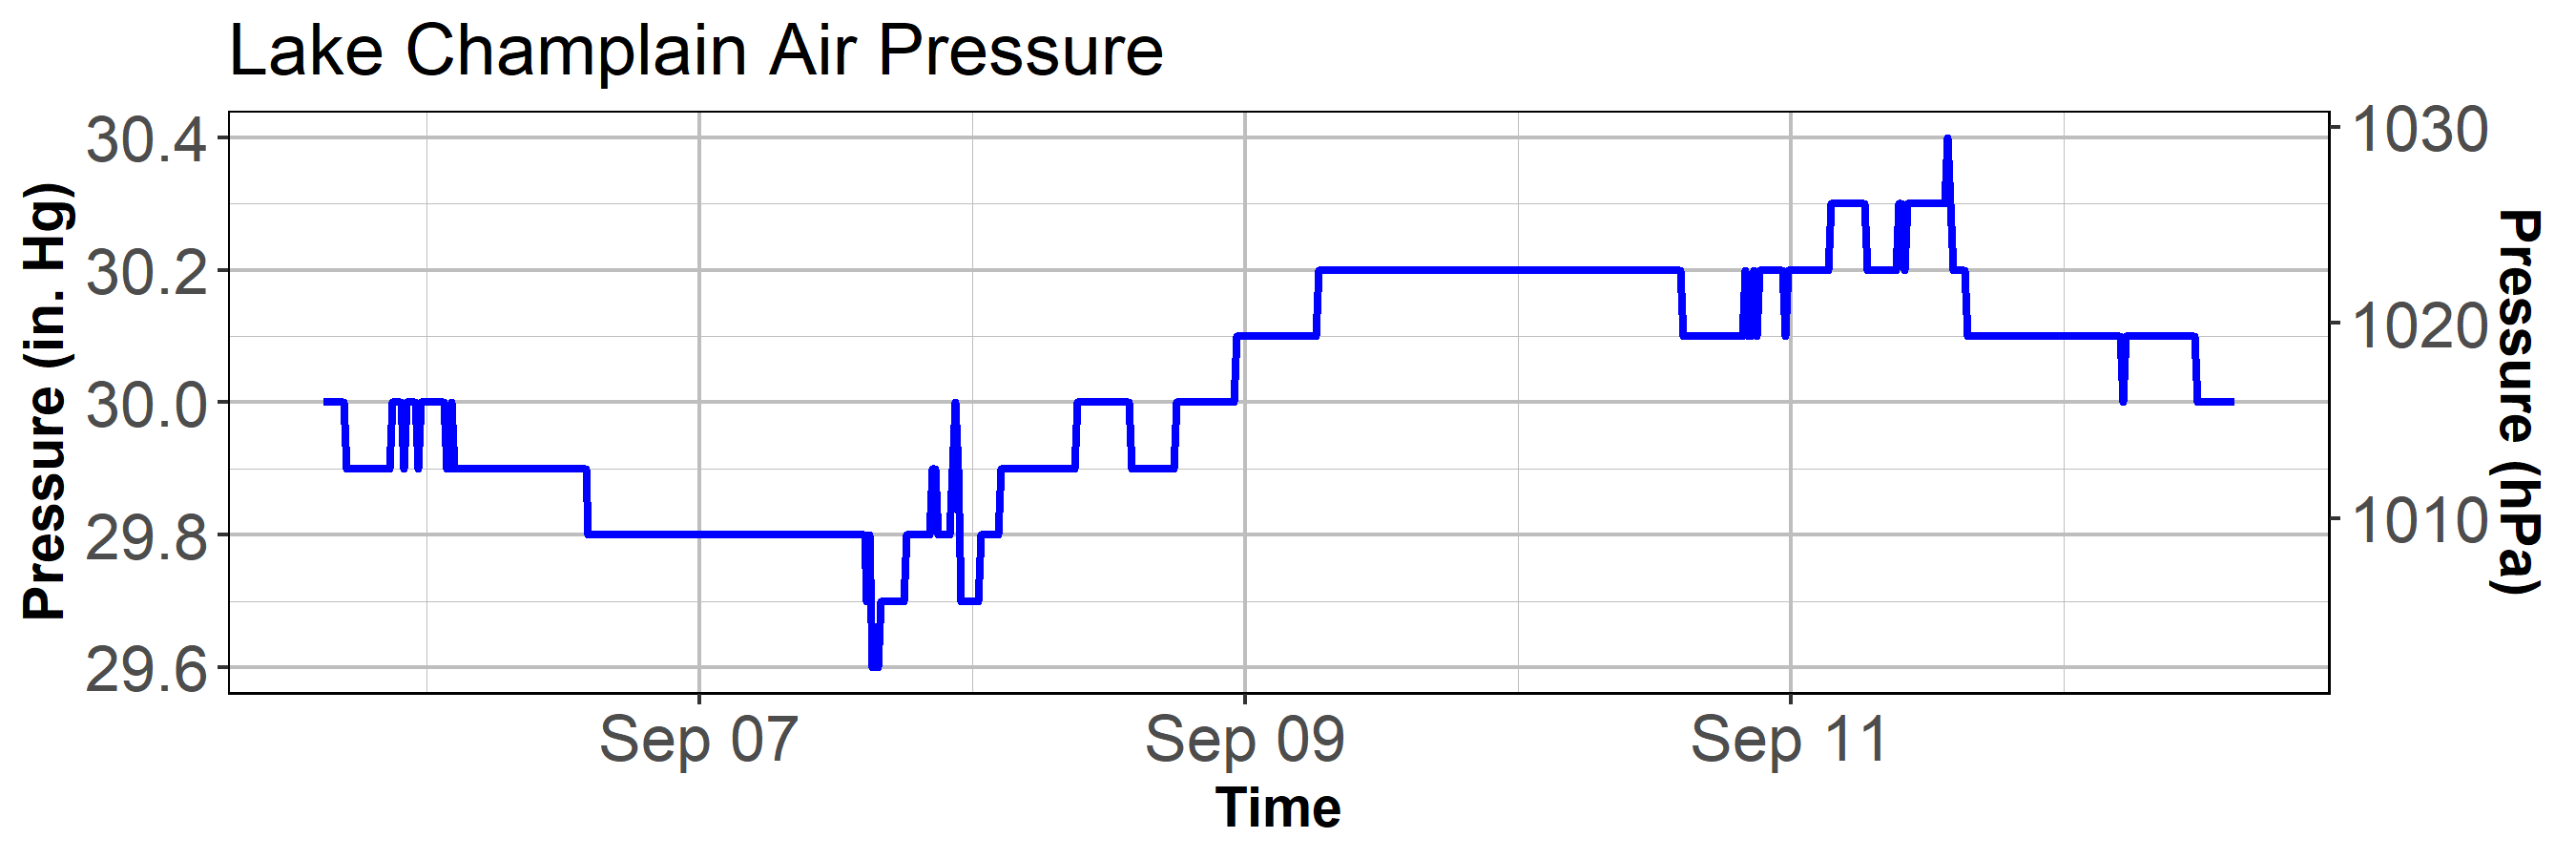 Lake Champlain Air Pressure
Pressure (in. Hg)
30.4
30.2
30.0
29.8
29.6
1030
1020
1010
Pressure (hPa)
Sep 07 Sep 09 Sep 11
Time